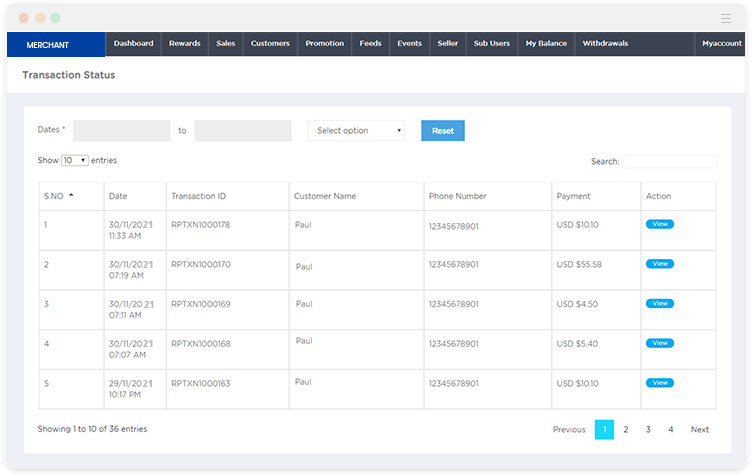 MERCHANT Dashboard Rewards Sales Customers Promotion Feeds Events Seller Sub Users My Balance Withdrawals Myaccount
Transaction Status
Dates * to Select option Reset
Show 10 entries Search:
S.NO Date Transaction ID Customer Name Phone Number Payment Action
1 30/11/2021 RPTXN1000178 Paul 12345678901 USD $10.10 View
11:33 AM
2 30/11/2021 RPTXN1000170 Paul 12345678901 USD $55.58 View
07:19 AM
3 30/11/2021 RPTXN1000169 Paul 12345678901 USD $4.50 View
07:11 AM
4 30/11/2021 RPTXN1000168 Paul 12345678901 USD $5.40 View
07:07 AM
5 29/11/2021 RPTXN1000163 Paul 12345678901 USD $10.10 View
10:17 PM
Showing 1 to 10 of 36 entries Previous 1 2 3 4 Next